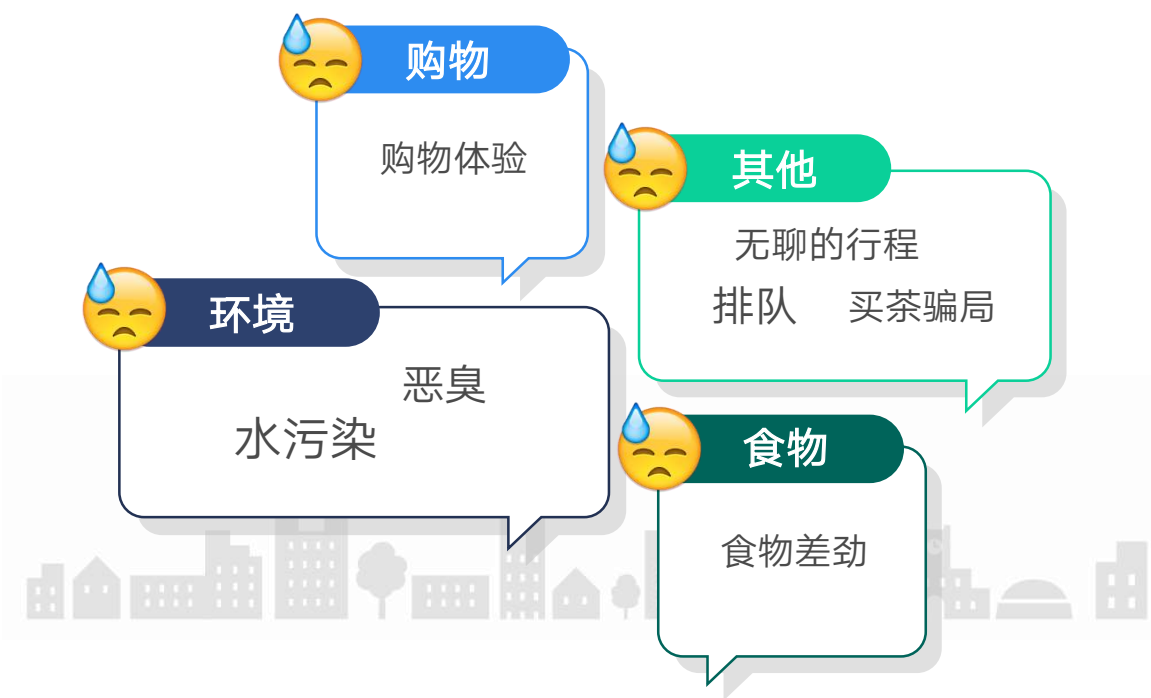 购物
购物体验
其他
无聊的行程
排队 买茶骗局
环境
恶臭
水污染
食物
食物差劲